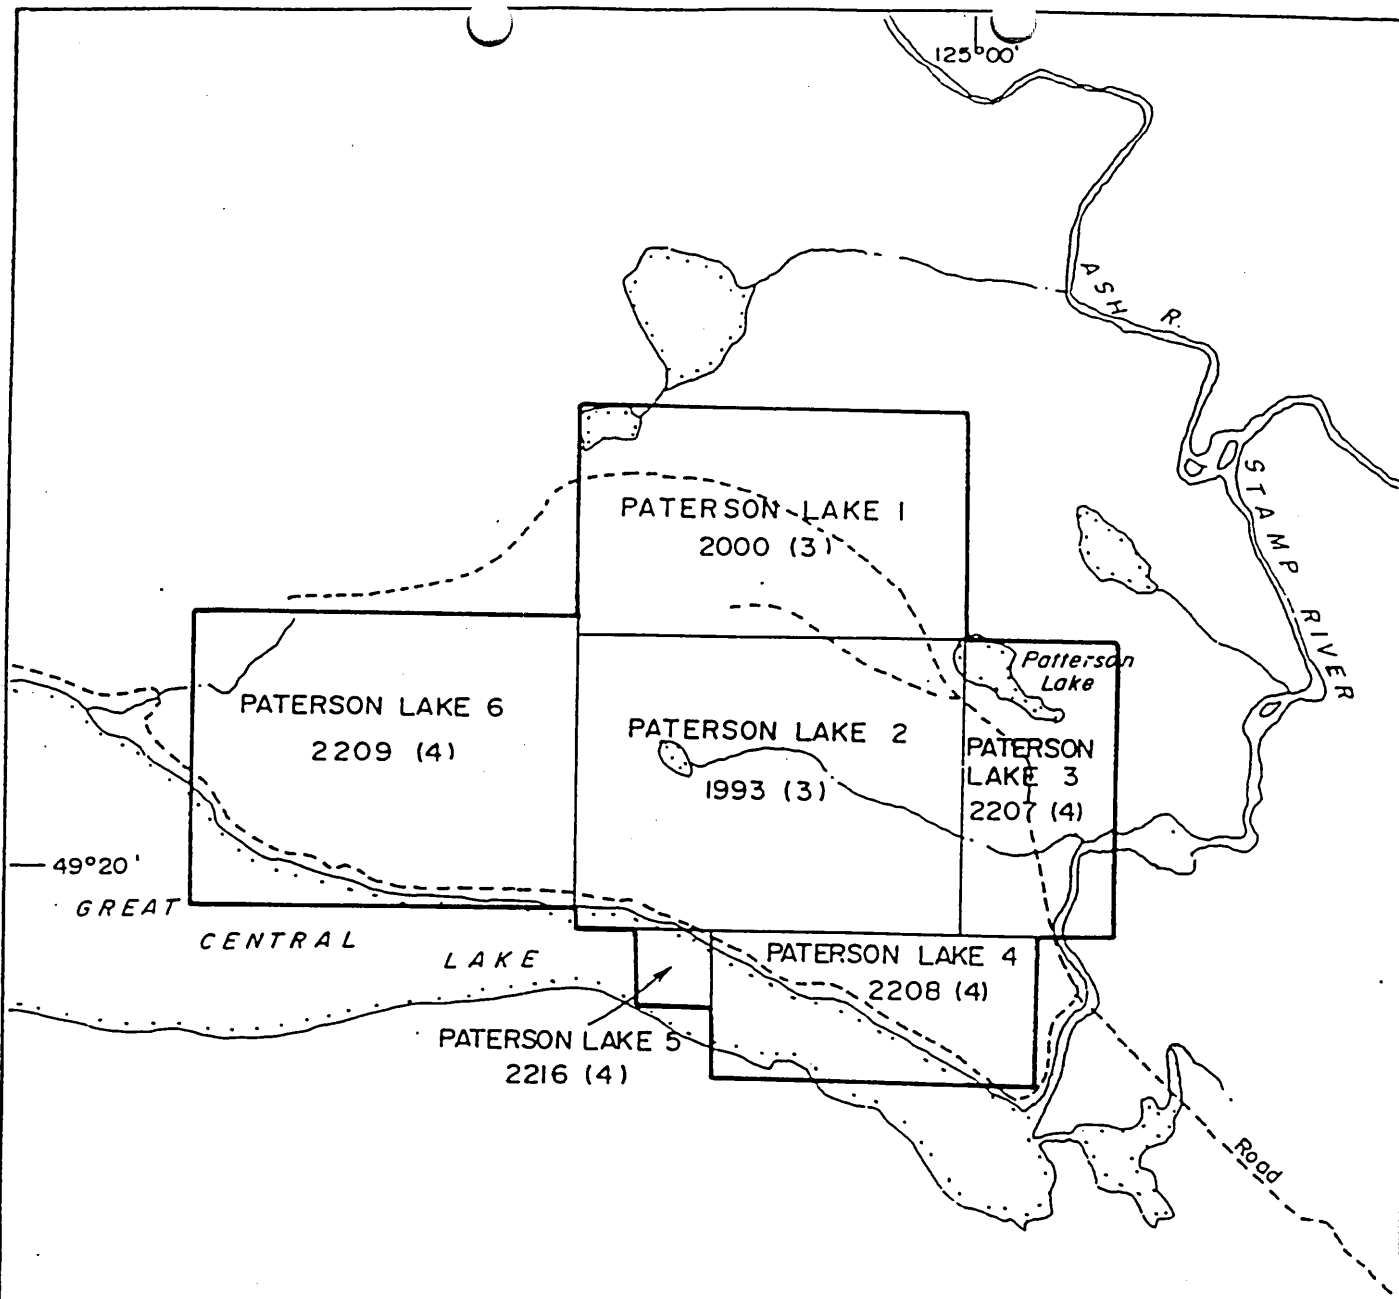 125°00'
ASH R.
STAMP RIVER
PATERSON LAKE 1
2000 (3)
Patterson
Lake
PATERSON LAKE 6
2209 (4)
PATERSON LAKE 2
1993 (3)
PATERSON
LAKE 3
2207 (4)
49°20'
GREAT
CENTRAL
LAKE
PATERSON LAKE 4
2208 (4)
PATERSON LAKE 5
2216 (4)
Road